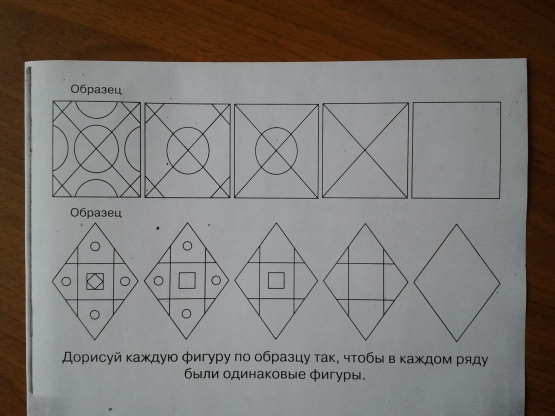 Образец
Образец
Дорисуй каждую фигуру по образцу так, чтобы в каждом ряду
были одинаковые фигуры.